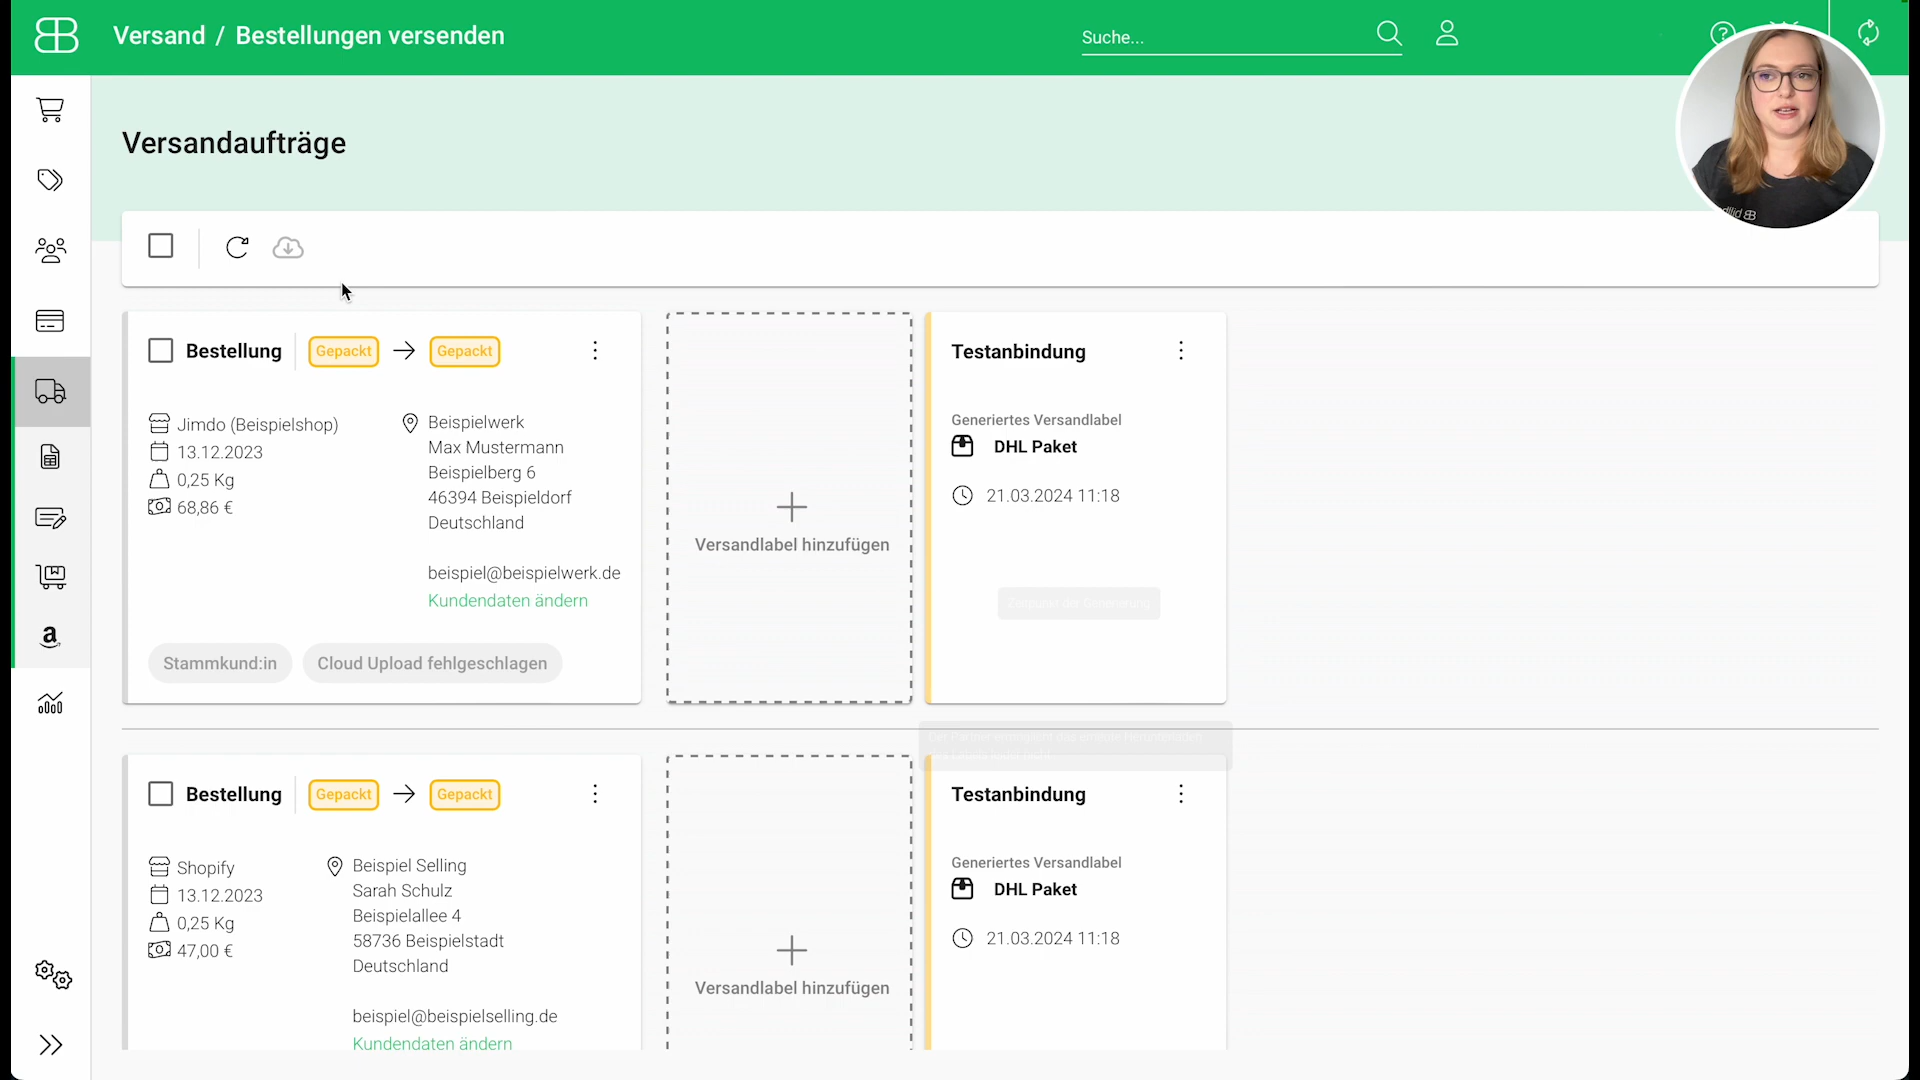 Versand / Bestellungen versenden
Suche...
Versandaufträge
Bestellung
Gepackt
Gepackt
Jimdo (Beispielshop)
13.12.2023
0,25 Kg
68,86 €
Beispielwerk
Max Mustermann
Beispielberg 6
46394 Beispieldorf
Deutschland
beispiel@beispielwerk.de
Kundendaten ändern
Stammkund:in
Cloud Upload fehlgeschlagen
Versandlabel hinzufügen
Testanbindung
Generiertes Versandlabel
DHL Paket
21.03.2024 11:18
Zeitpunkt der Generierung
Bestellung
Gepackt
Gepackt
Shopify
13.12.2023
0,25 Kg
47,00 €
Beispiel Selling
Sarah Schulz
Beispielallee 4
58736 Beispielstadt
Deutschland
beispiel@beispielselling.de
Kundendaten ändern
Versandlabel hinzufügen
Testanbindung
Generiertes Versandlabel
DHL Paket
21.03.2024 11:18